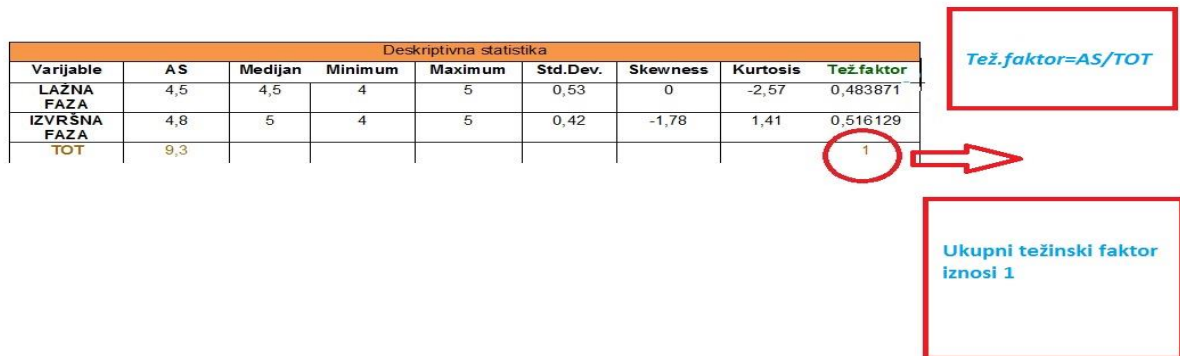 Deskriptivna statistika
Varijable AS Medijan Minimum Maximum Std.Dev. Skewness Kurtosis Tež.faktor
LAŽNA FAZA 4,5 4,5 4 5 0,53 0 -2,57 0,483871
IZVRŠNA FAZA 4,8 5 4 5 0,42 -1,78 1,41 0,516129
TOT 9,3 1
Tež.faktor=AS/TOT
Ukupni težinski faktor
iznosi 1